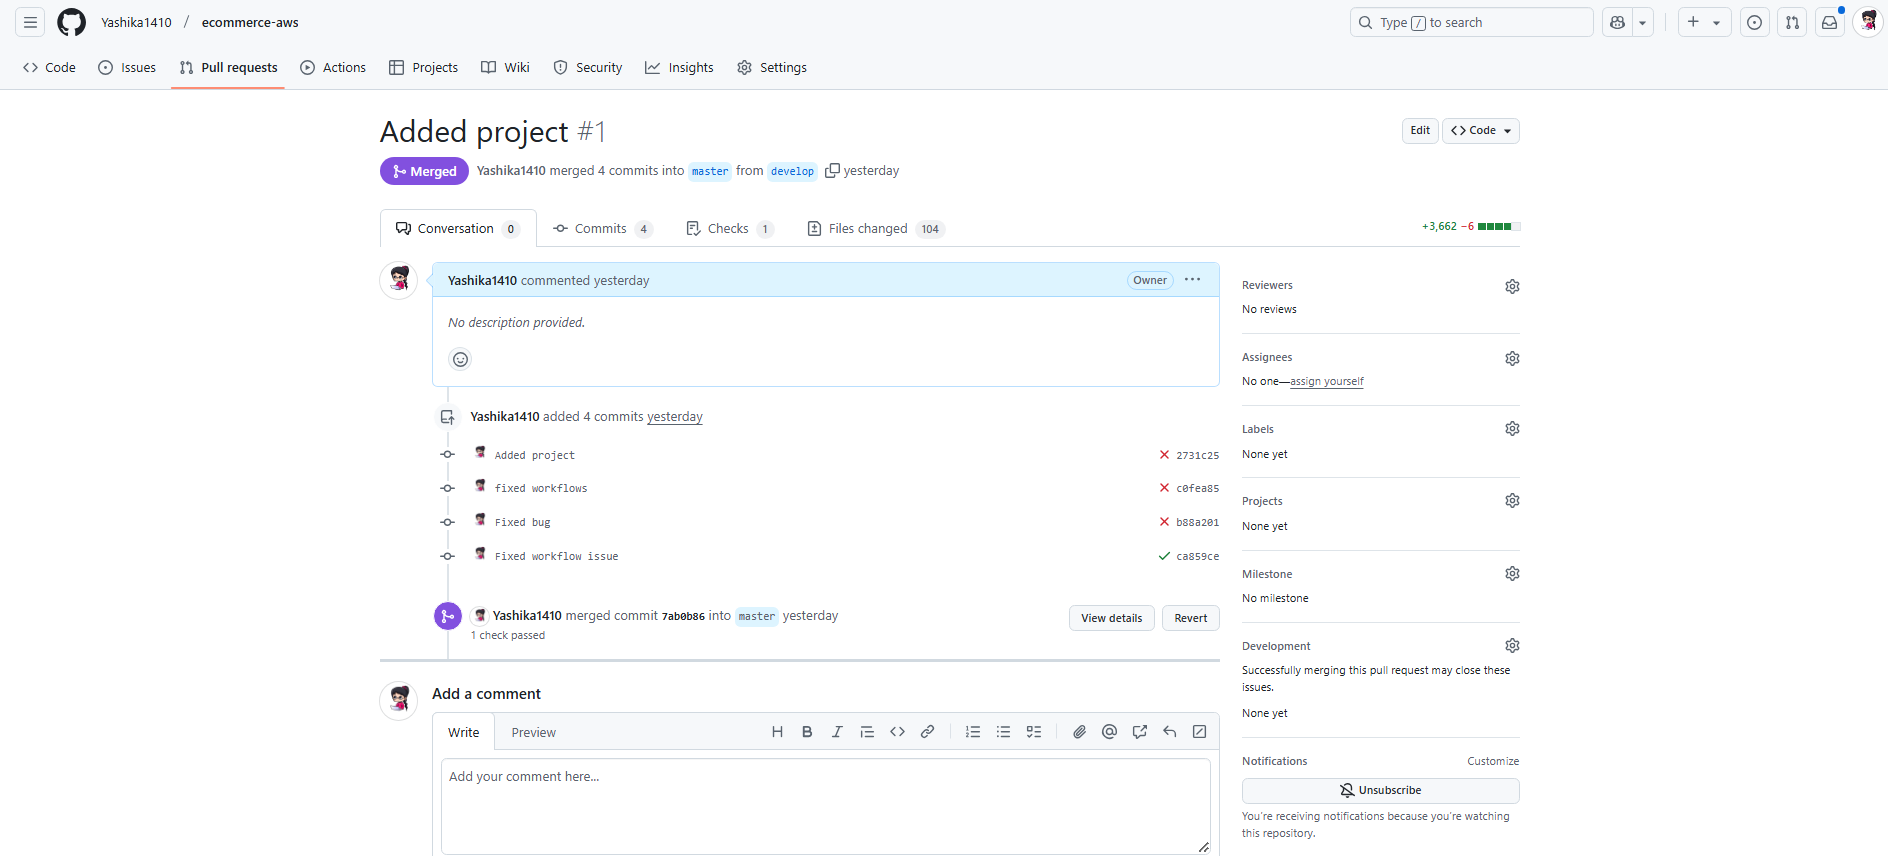 Yashika1410 / ecommerce-aws
Type / to search
Code
Issues
Pull requests
Actions
Projects
Wiki
Security
Insights
Settings
Added project #1
Edit
Code
Merged
Yashika1410 merged 4 commits into master from develop yesterday
Conversation 0
Commits 4
Checks 1
Files changed 104
+3,662 −6
Yashika1410 commented yesterday
Owner
No description provided.
Yashika1410 added 4 commits yesterday
Added project
2731c25
fixed workflows
c0fea85
Fixed bug
b88a201
Fixed workflow issue
ca859ce
Yashika1410 merged commit 7ab0b86 into master yesterday
1 check passed
View details
Revert
Add a comment
Write
Preview
Add your comment here...
Reviewers
No reviews
Assignees
No one—assign yourself
Labels
None yet
Projects
None yet
Milestone
No milestone
Development
Successfully merging this pull request may close these
issues.
None yet
Notifications
Customize
Unsubscribe
You're receiving notifications because you're watching
this repository.